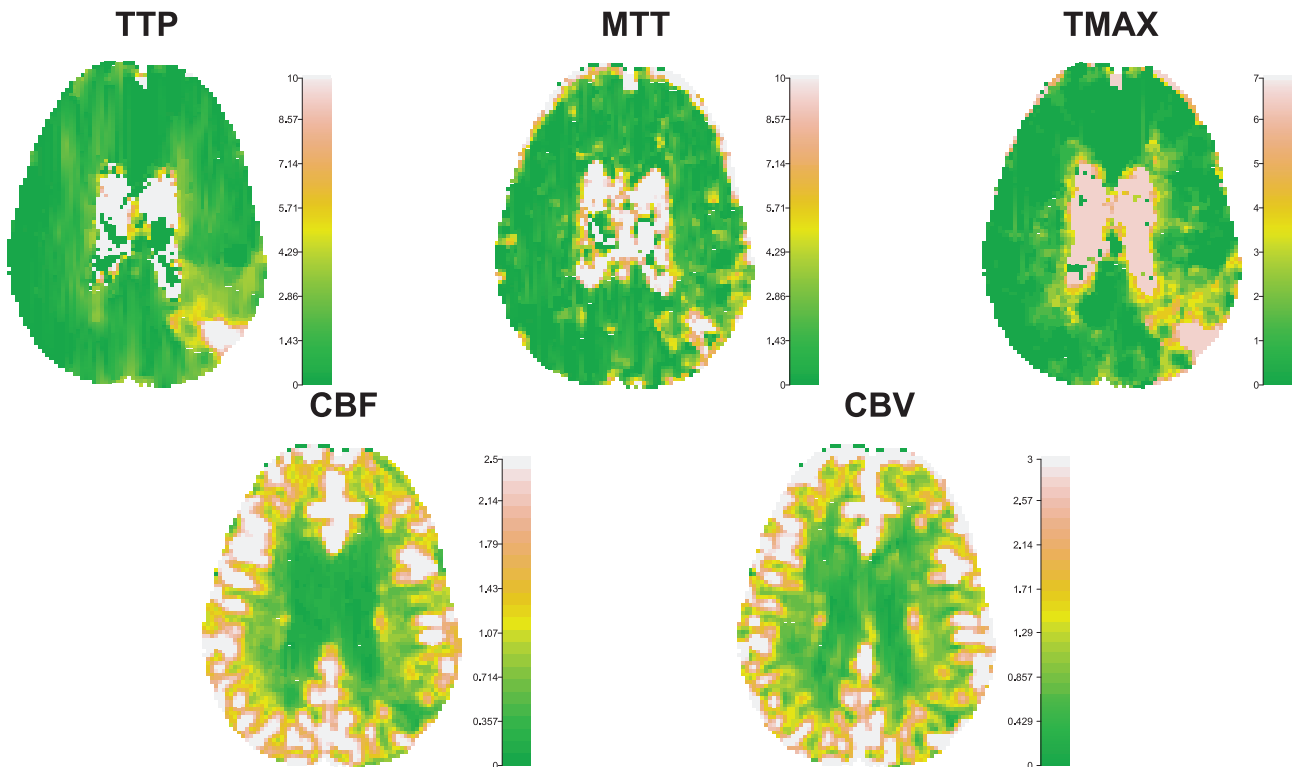 TTP MTT TMAX
10 10 7
8.57 8.57 6
7.14 7.14 5
5.71 5.71 4
4.29 4.29 3
2.86 2.86 2
1.43 1.43 1
0 0 0
CBF CBV
2.5 3
2.14 2,57
1.79 2,14
1.43 1.71
1.07 1,29
0.714 0.857
0.357 0.429
0 0